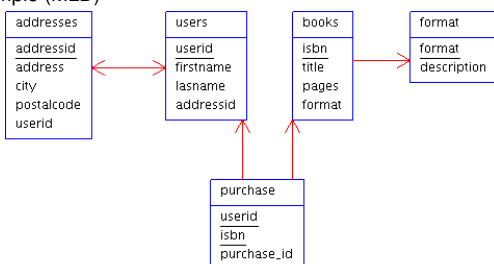 addresses
addressid
address
city
postalcode
userid
users
userid
firstname
lasname
addressid
books
isbn
title
pages
format
format
format
description
purchase
userid
isbn
purchase_id